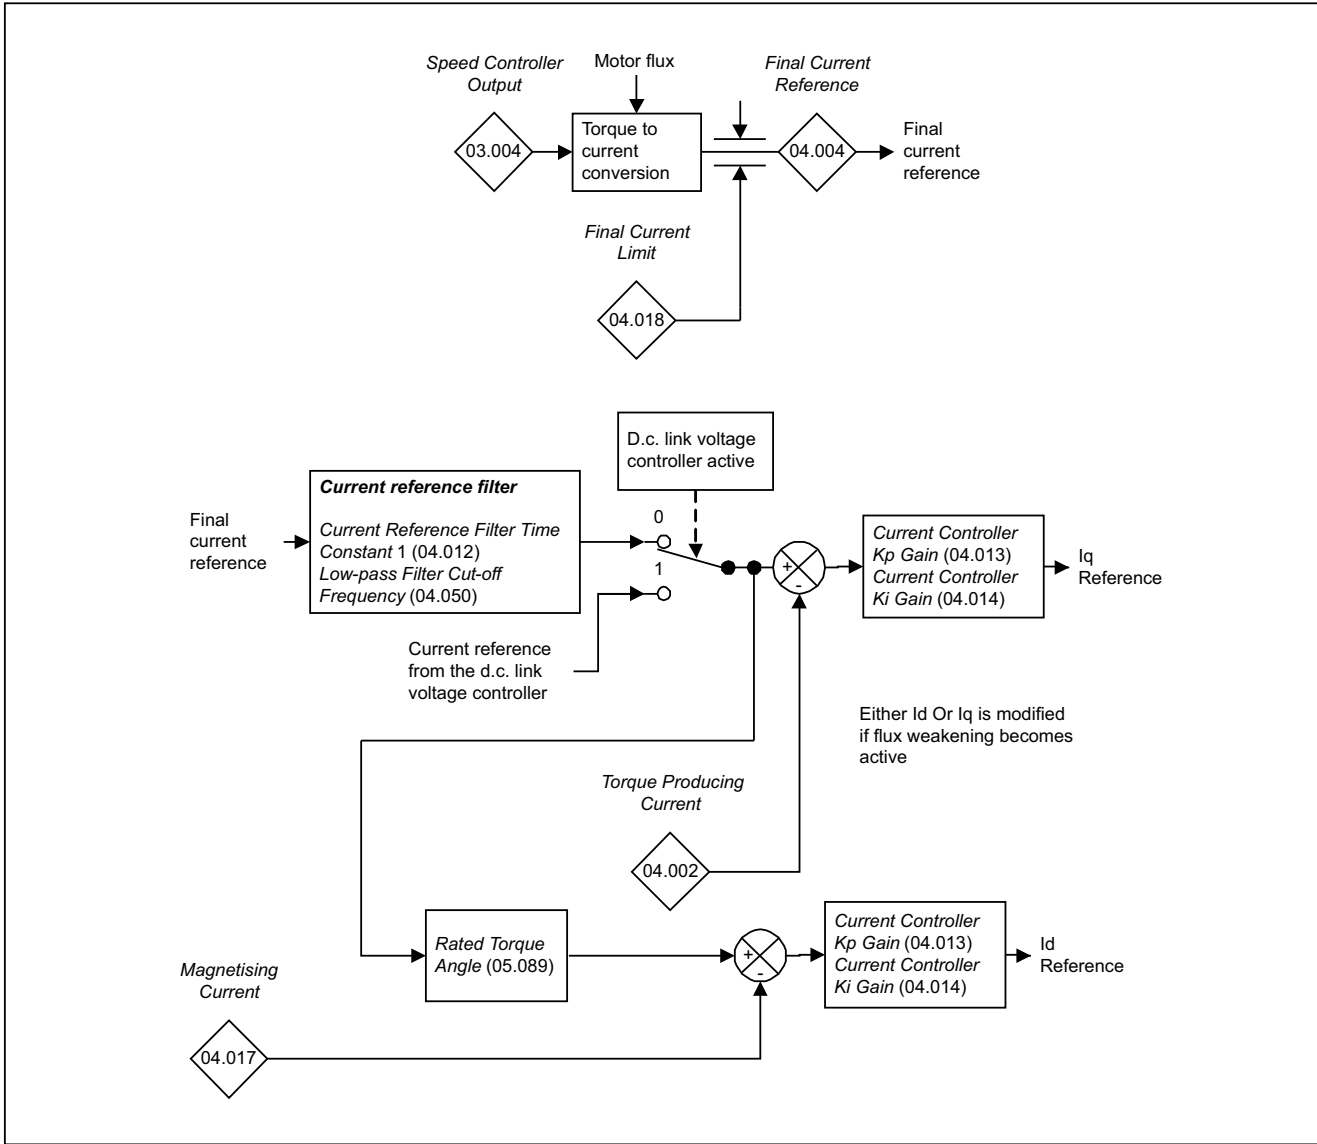 Speed Controller
Output
Motor flux
Final Current
Reference
03.004
Torque to
current
conversion
04.004
Final
current
reference
Final Current
Limit
04.018
D.c. link voltage
controller active
Current reference filter
Current Reference Filter Time
Constant 1 (04.012)
Low-pass Filter Cut-off
Frequency (04.050)
Final
current
reference
0
1
+
-
Current Controller
Kp Gain (04.013)
Current Controller
Ki Gain (04.014)
Iq
Reference
Current reference
from the d.c. link
voltage controller
Either Id Or Iq is modified
if flux weakening becomes
active
Torque Producing
Current
04.002
Rated Torque
Angle (05.089)
+
-
Current Controller
Kp Gain (04.013)
Current Controller
Ki Gain (04.014)
Id
Reference
Magnetising
Current
04.017